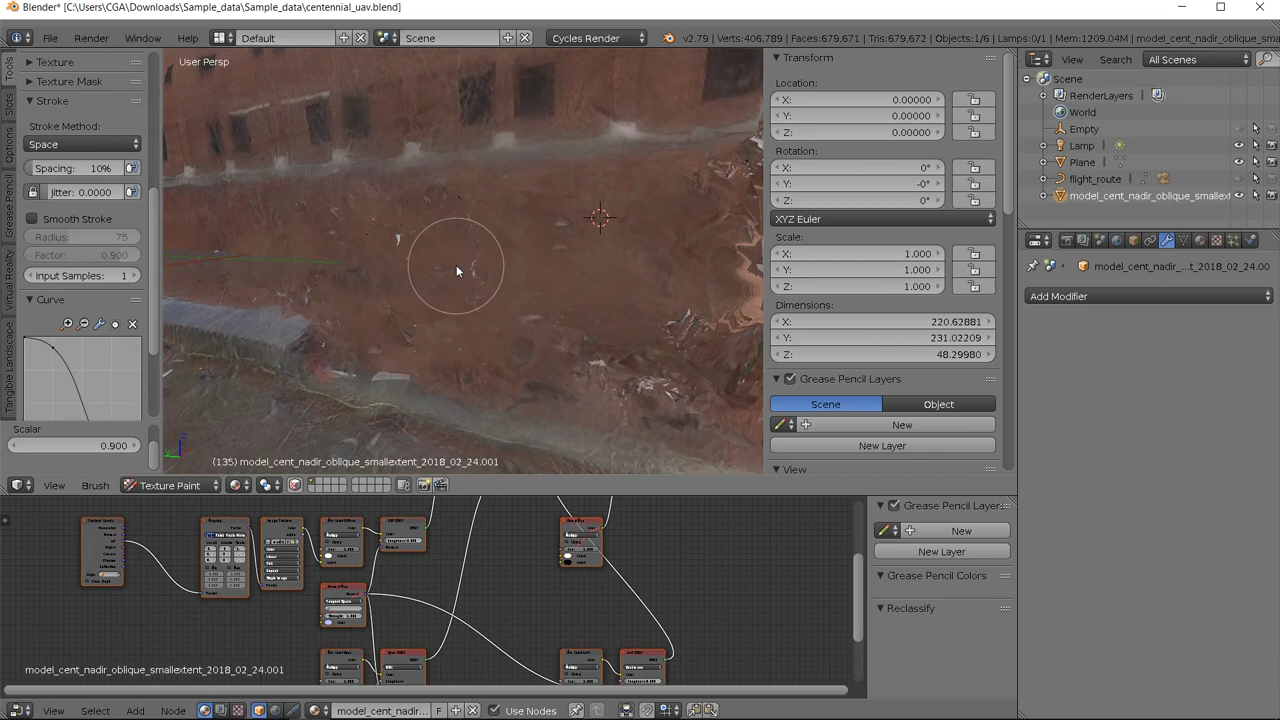 Blender* [C:\Users\CGA\Downloads\Sample_data\Sample_data\centennial_uav.blend]
File Render Window Help Default Scene Cycles Render v2.79 | Verts:406.789 | Faces:679.671 | Tris:679,672 | Objects:1/6 | Lamps:0/1 | Mem:1209.04M | model_cent_nadir_oblique_sma
Tools
Slots
Options
Grease Pencil
Virtual Reality
Tangible Landscape
Texture
Texture Mask
Stroke
Stroke Method:
Space
Spacing: 10%
Jitter: 0.0000
Smooth Stroke
Radius: 75
Factor: 0.900
Input Samples: 1
Curve
Scalar
0.900
User Persp
(135) model_cent_nadir_oblique_smallextent_2018_02_24.001
Transform
Location:
X: 0.00000
Y: 0.00000
Z: 0.00000
Rotation:
X: 0°
Y: -0°
Z: 0°
XYZ Euler
Scale:
X: 1.000
Y: 1.000
Z: 1.000
Dimensions:
X: 220.62881
Y: 231.02209
Z: 48.29980
Grease Pencil Layers
Scene Object
New
New Layer
View
View Search All Scenes
Scene
RenderLayers
World
Empty
Lamp
Plane
flight_route
model_cent_nadir_oblique_smallext
model_cent_nadir_...t_2018_02_24.00
Add Modifier
View Brush Texture Paint
model_cent_nadir_oblique_smallextent_2018_02_24.001
Grease Pencil Layer
New
New Layer
Grease Pencil Colors
Reclassify
View Select Add Node model_cent_nadir... F Use Nodes